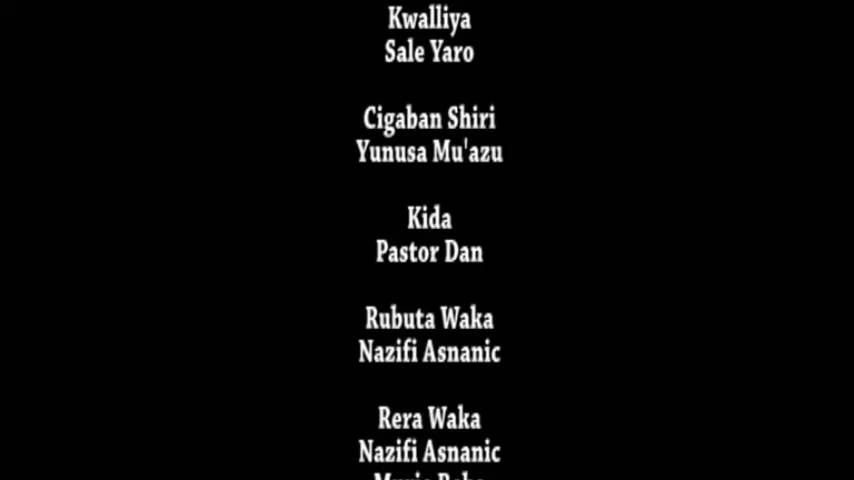 Kwalliya
Sale Yaro
Cigaban Shiri
Yunusa Mu'azu
Kida
Pastor Dan
Rubuta Waka
Nazifi Asnanic
Rera Waka
Nazifi Asnanic